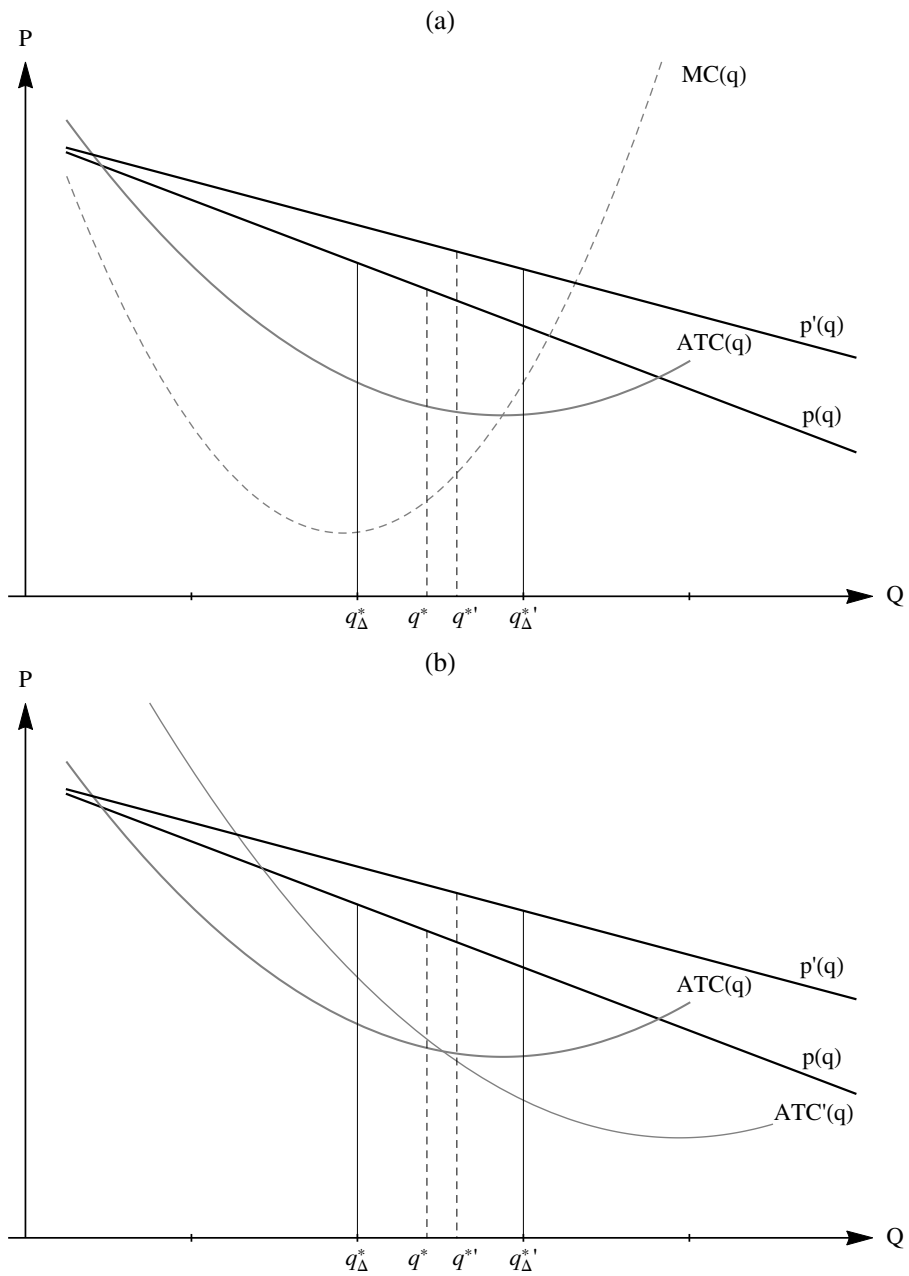 (a)
P
MC(q)
p'(q)
ATC(q)
p(q)
Q
q*Δ q* q*' q*Δ'
(b)
P
p'(q)
ATC(q)
p(q)
ATC'(q)
Q
q*Δ q* q*' q*Δ'